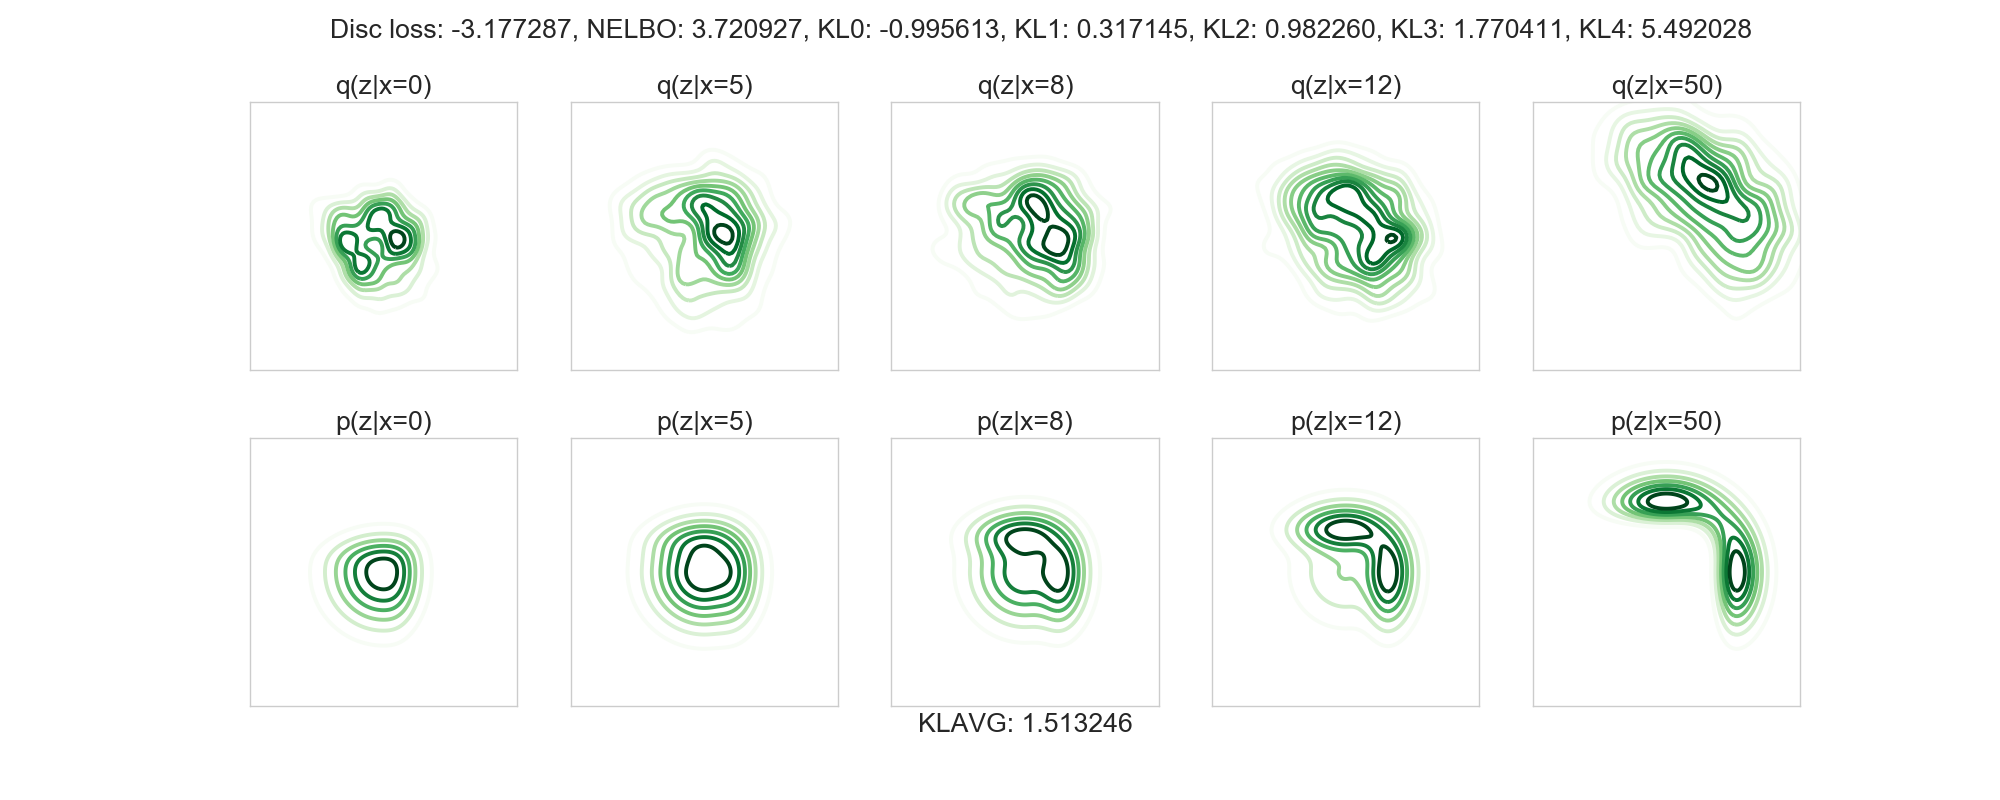 Disc loss: -3.177287, NELBO: 3.720927, KL0: -0.995613, KL1: 0.317145, KL2: 0.982260, KL3: 1.770411, KL4: 5.492028
q(z|x=0) q(z|x=5) q(z|x=8) q(z|x=12) q(z|x=50)
p(z|x=0) p(z|x=5) p(z|x=8) p(z|x=12) p(z|x=50)
KLAVG: 1.513246